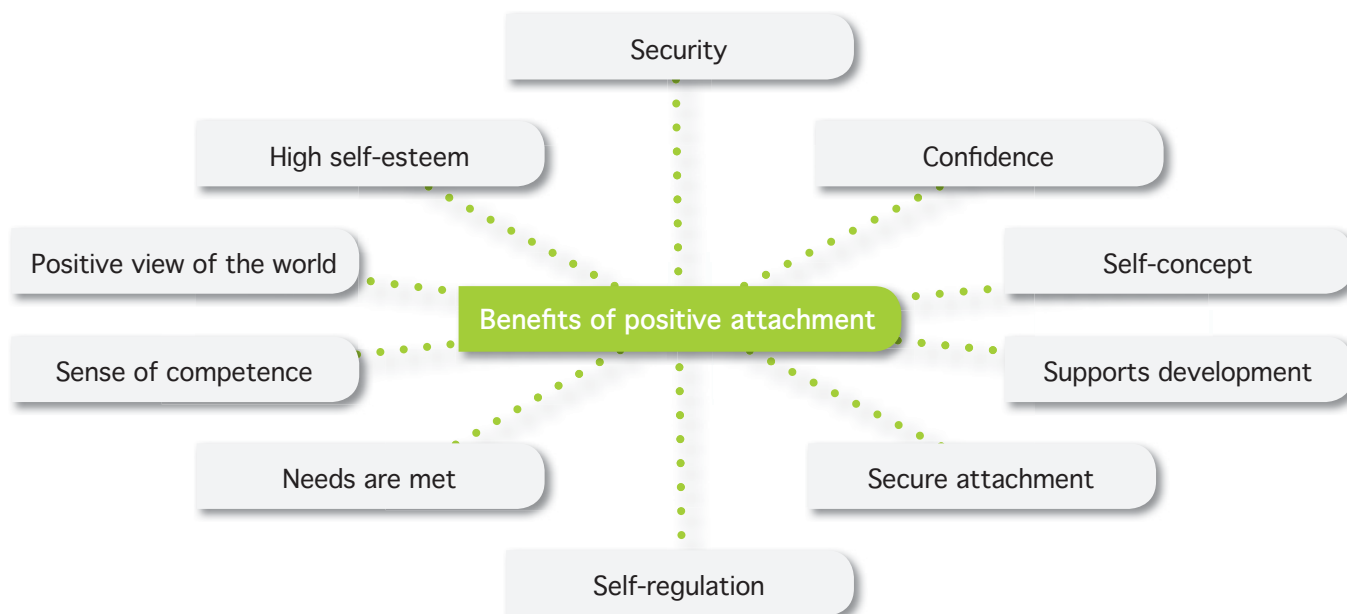 Security
High self-esteem
Confidence
Positive view of the world
Self-concept
Benefits of positive attachment
Sense of competence
Supports development
Needs are met
Secure attachment
Self-regulation